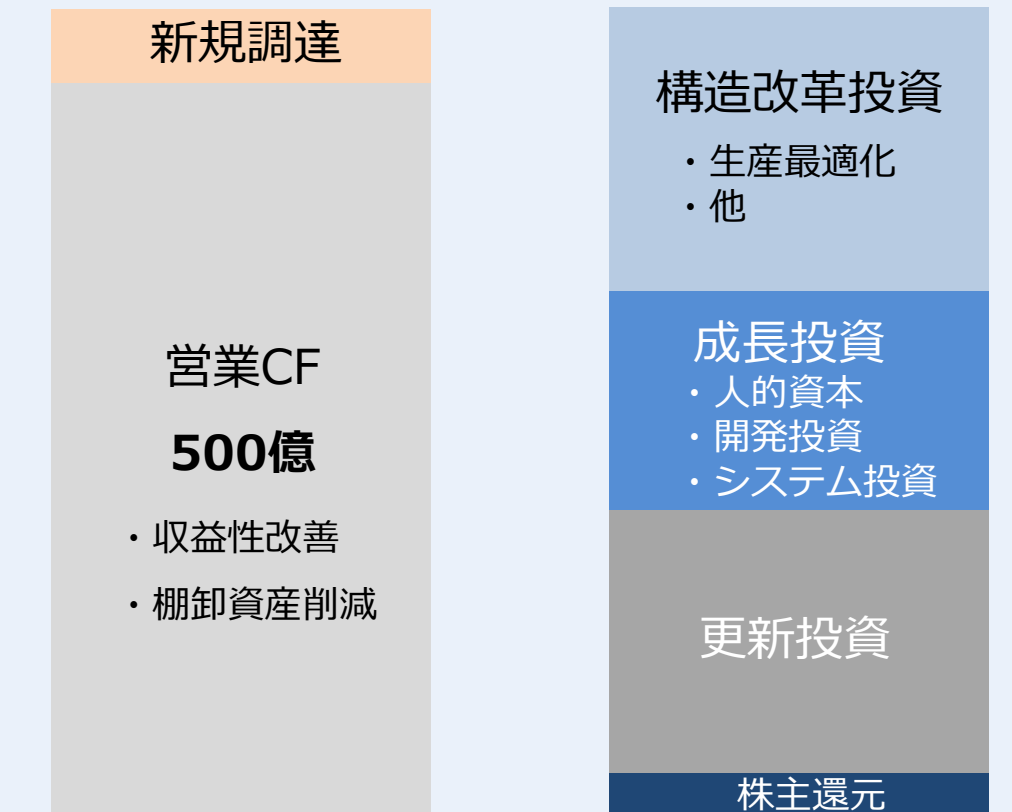 新規調達
営業CF
500億
・収益性改善
・棚卸資産削減
構造改革投資
・生産最適化
・他
成長投資
・人的資本
・開発投資
・システム投資
更新投資
株主還元